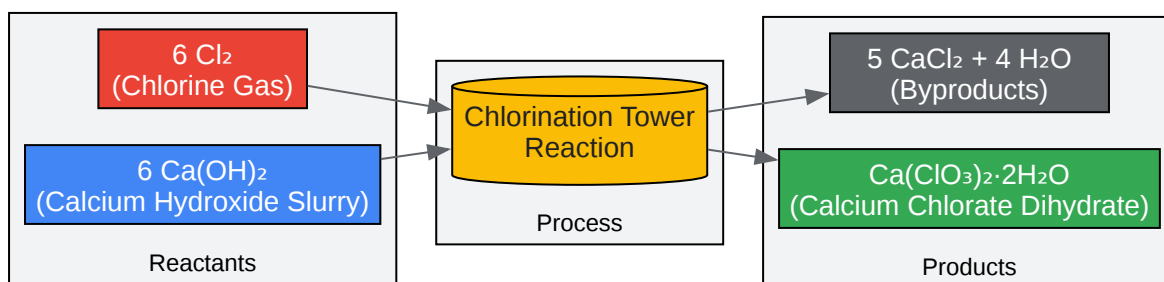 6 Cl₂
(Chlorine Gas)
6 Ca(OH)₂
(Calcium Hydroxide Slurry)
Reactants
Chlorination Tower
Reaction
Process
5 CaCl₂ + 4 H₂O
(Byproducts)
Ca(ClO₃)₂·2H₂O
(Calcium Chlorate Dihydrate)
Products